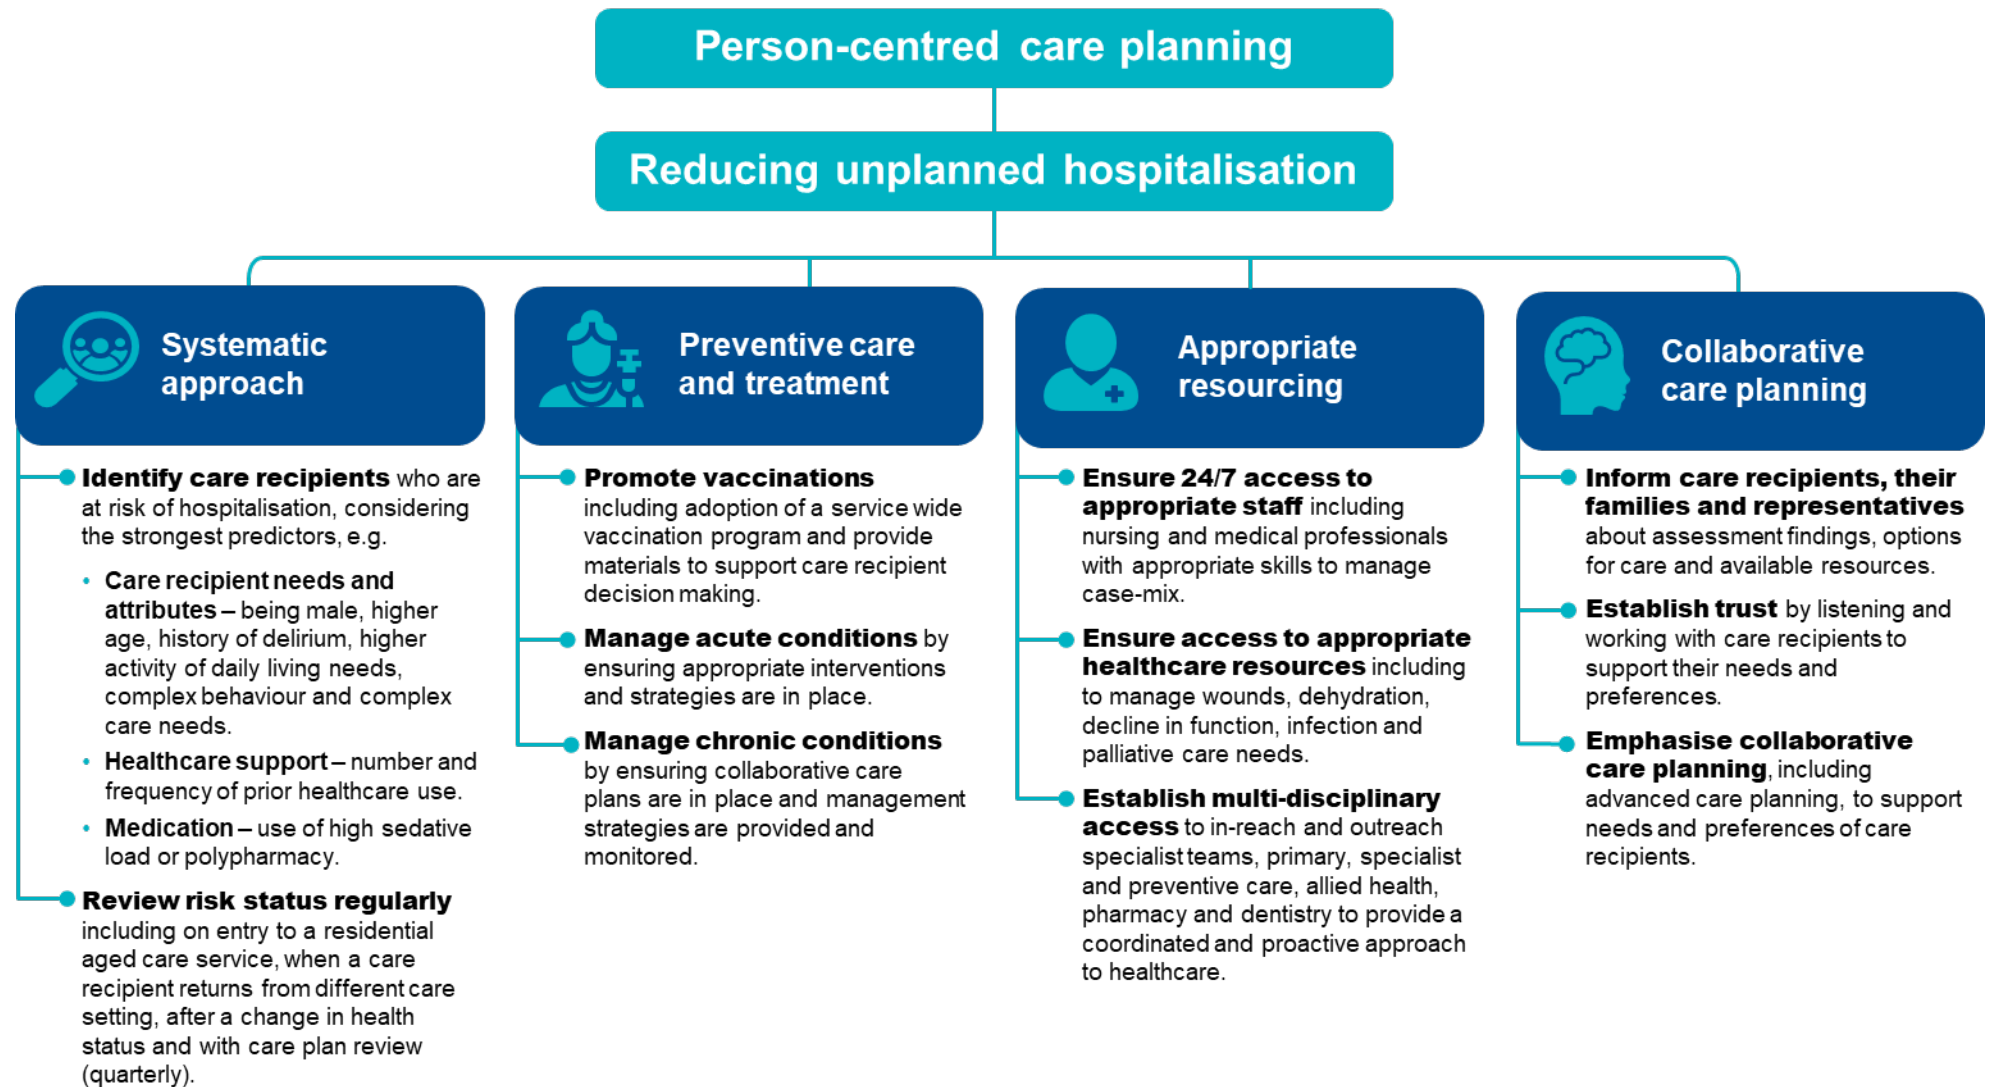 Person-centred care planning
Reducing unplanned hospitalisation
Systematic
approach
Identify care recipients who are
at risk of hospitalisation, considering
the strongest predictors, e.g.
• Care recipient needs and
attributes – being male, higher
age, history of delirium, higher
activity of daily living needs,
complex behaviour and complex
care needs.
• Healthcare support – number and
frequency of prior healthcare use.
• Medication – use of high sedative
load or polypharmacy.
Review risk status regularly
including on entry to a residential
aged care service, when a care
recipient returns from different care
setting, after a change in health
status and with care plan review
(quarterly).
Preventive care
and treatment
Promote vaccinations
including adoption of a service wide
vaccination program and provide
materials to support care recipient
decision making.
Manage acute conditions by
ensuring appropriate interventions
and strategies are in place.
Manage chronic conditions
by ensuring collaborative care
plans are in place and management
strategies are provided and
monitored.
Appropriate
resourcing
Ensure 24/7 access to
appropriate staff including
nursing and medical professionals
with appropriate skills to manage
case-mix.
Ensure access to appropriate
healthcare resources including
to manage wounds, dehydration,
decline in function, infection and
palliative care needs.
Establish multi-disciplinary
access to in-reach and outreach
specialist teams, primary, specialist
and preventive care, allied health,
pharmacy and dentistry to provide a
coordinated and proactive approach
to healthcare.
Collaborative
care planning
Inform care recipients, their
families and representatives
about assessment findings, options
for care and available resources.
Establish trust by listening and
working with care recipients to
support their needs and
preferences.
Emphasise collaborative
care planning, including
advanced care planning, to support
needs and preferences of care
recipients.